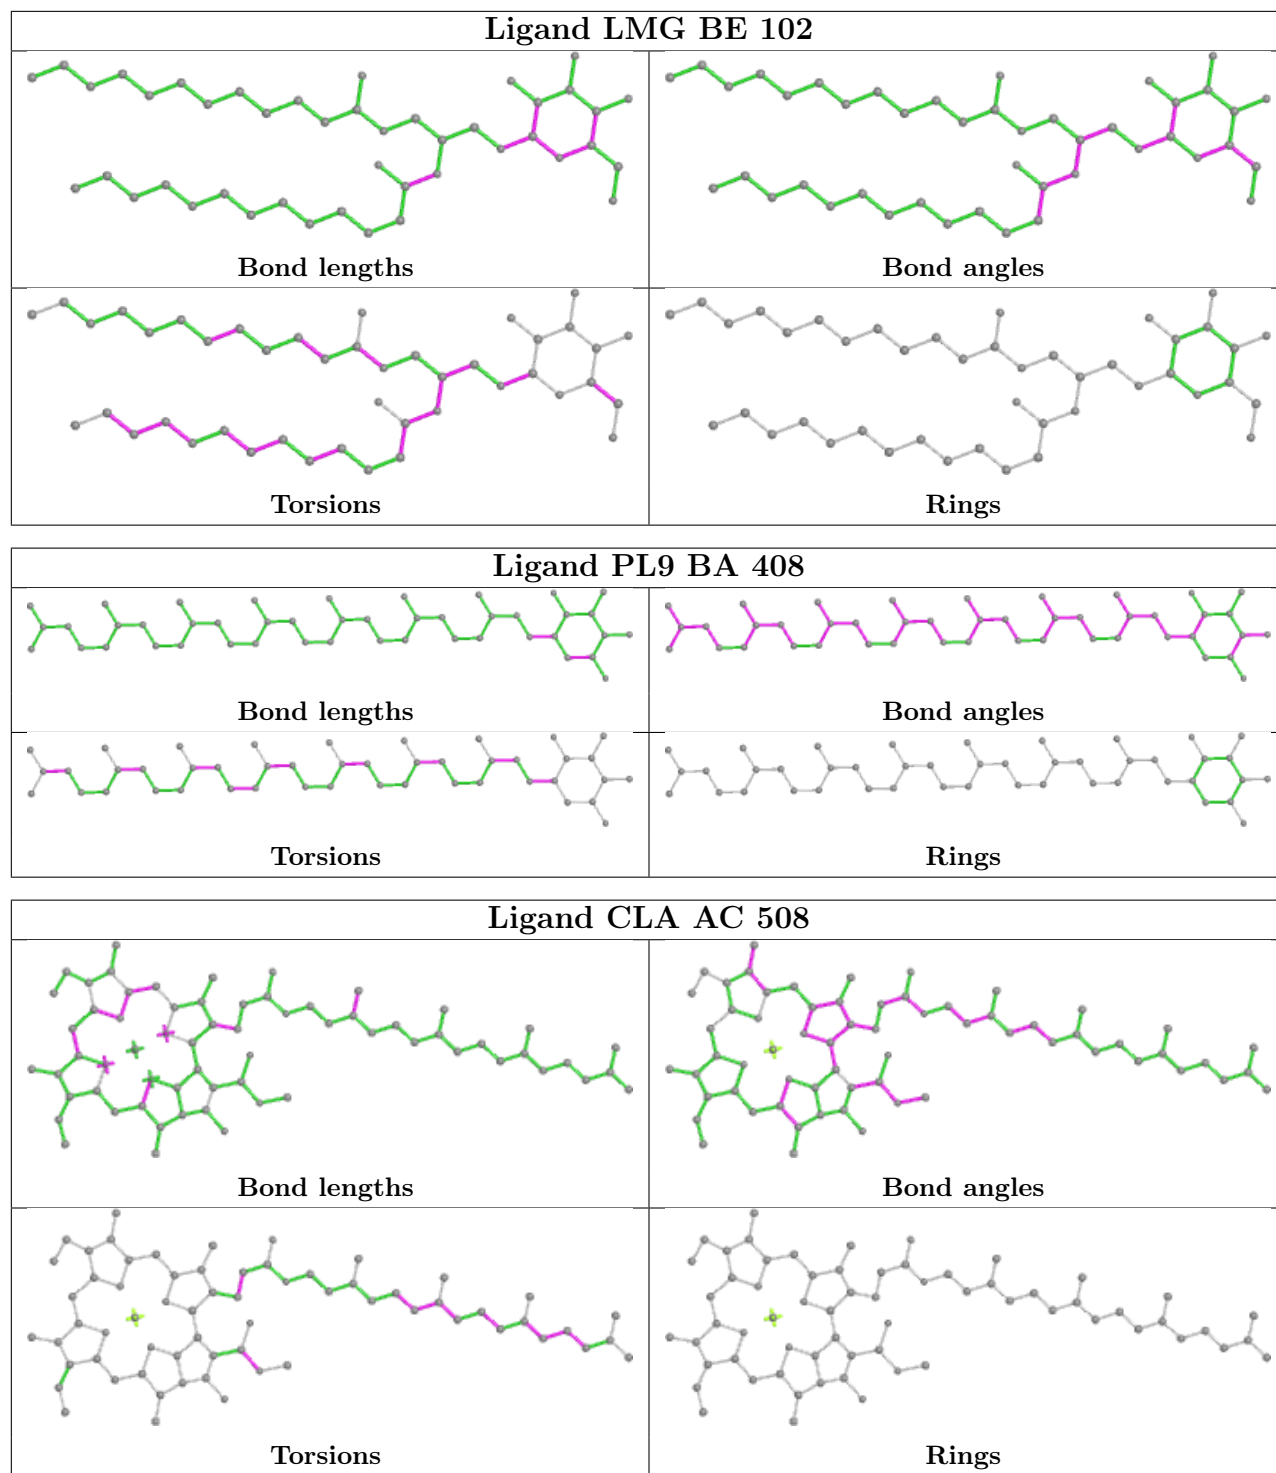 Ligand LMG BE 102
Bond lengths
Bond angles
Torsions
Rings
Ligand PL9 BA 408
Bond lengths
Bond angles
Torsions
Rings
Ligand CLA AC 508
Bond lengths
Bond angles
Torsions
Rings